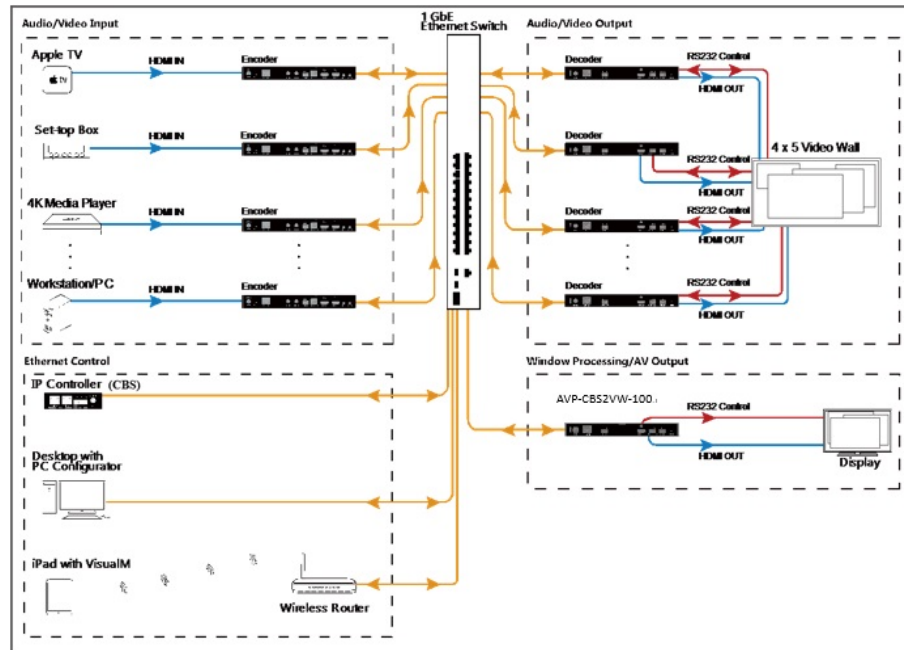 Audio/Video Input
1 GbE
Ethernet Switch
Audio/Video Output
Apple TV
HDMI IN
Encoder
tv
Decoder
RS232 Control
HDMI OUT
Set-top Box
HDMI IN
Encoder
Decoder
RS232 Control
HDMI OUT
4 x 5 Video Wall
4K Media Player
HDMI IN
Encoder
Decoder
RS232 Control
HDMI OUT
Workstation/PC
HDMI IN
Encoder
Decoder
RS232 Control
HDMI OUT
Ethernet Control
IP Controller (CBS)
Desktop with
PC Configurator
iPad with VisualM
Wireless Router
Window Processing/AV Output
AVP-CBS2VW-100
RS232 Control
HDMI OUT
Display